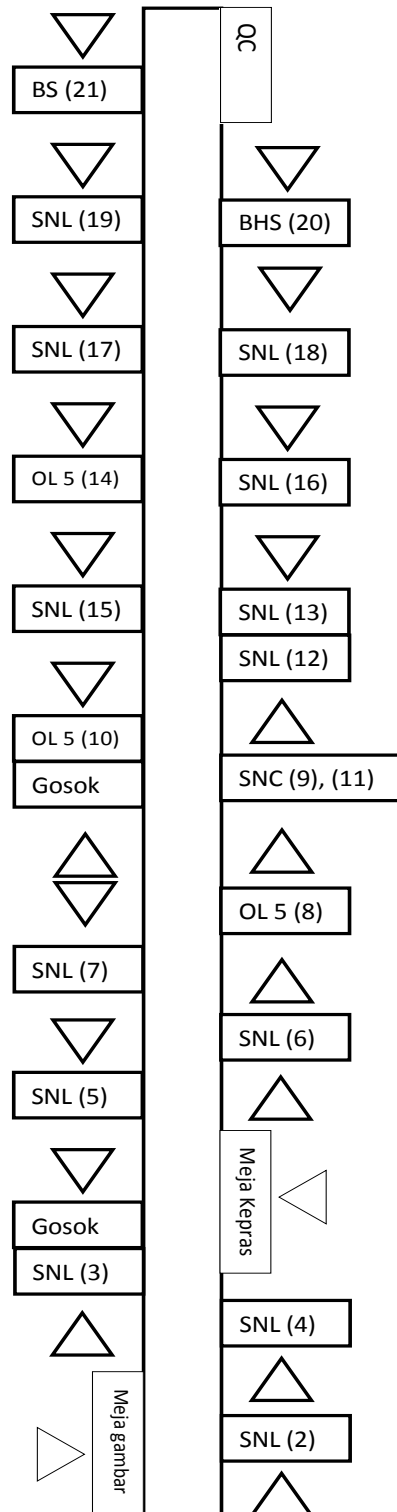 QC
BS (21)
SNL (19)
BHS (20)
SNL (17)
SNL (18)
OL 5 (14)
SNL (16)
SNL (15)
SNL (13)
SNL (12)
OL 5 (10)
Gosok
SNC (9), (11)
OL 5 (8)
SNL (7)
SNL (6)
SNL (5)
Meja Kepras
Gosok
SNL (3)
SNL (4)
Meja gambar
SNL (2)